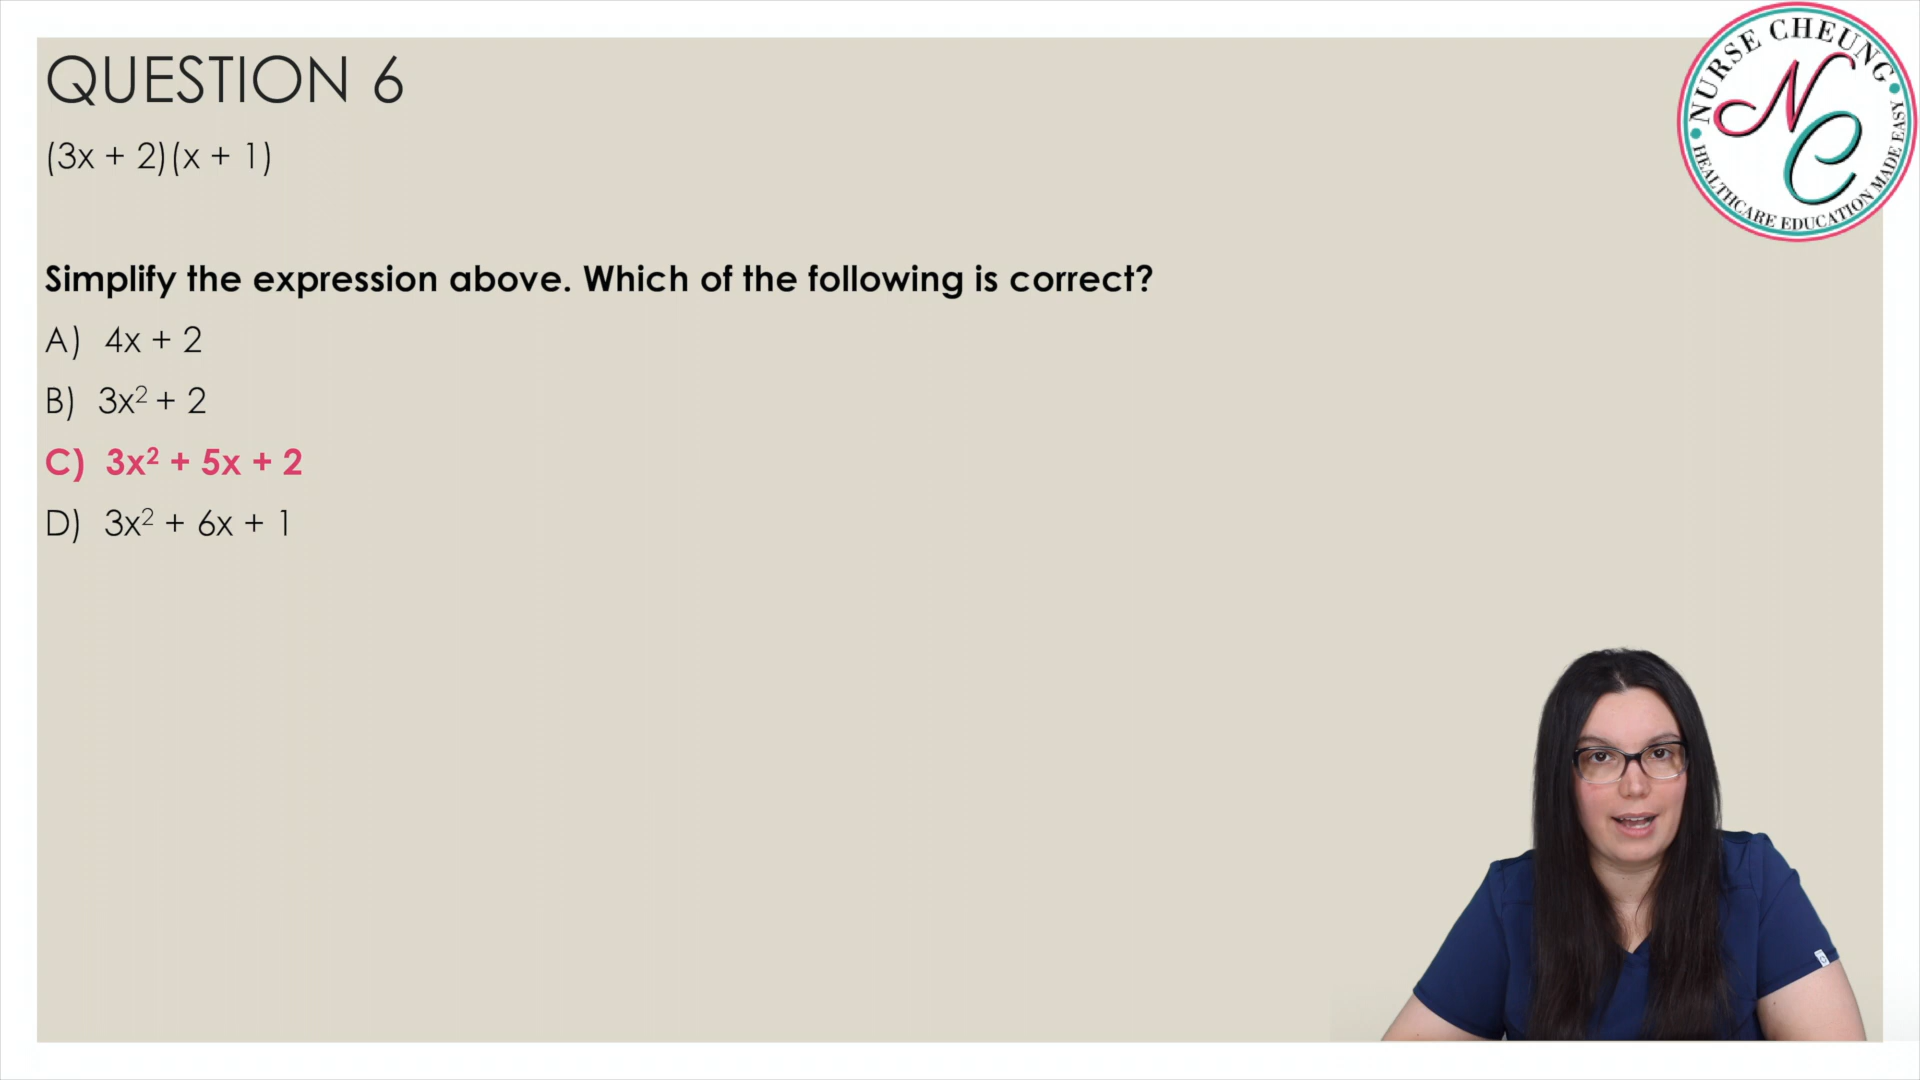 QUESTION 6
(3x + 2)(x + 1)
Simplify the expression above. Which of the following is correct?
A) 4x + 2
B) 3x² + 2
C) 3x² + 5x + 2
D) 3x² + 6x + 1
NURSE CHEUNG
NC
HEALTHCARE EDUCATION MADE EASY